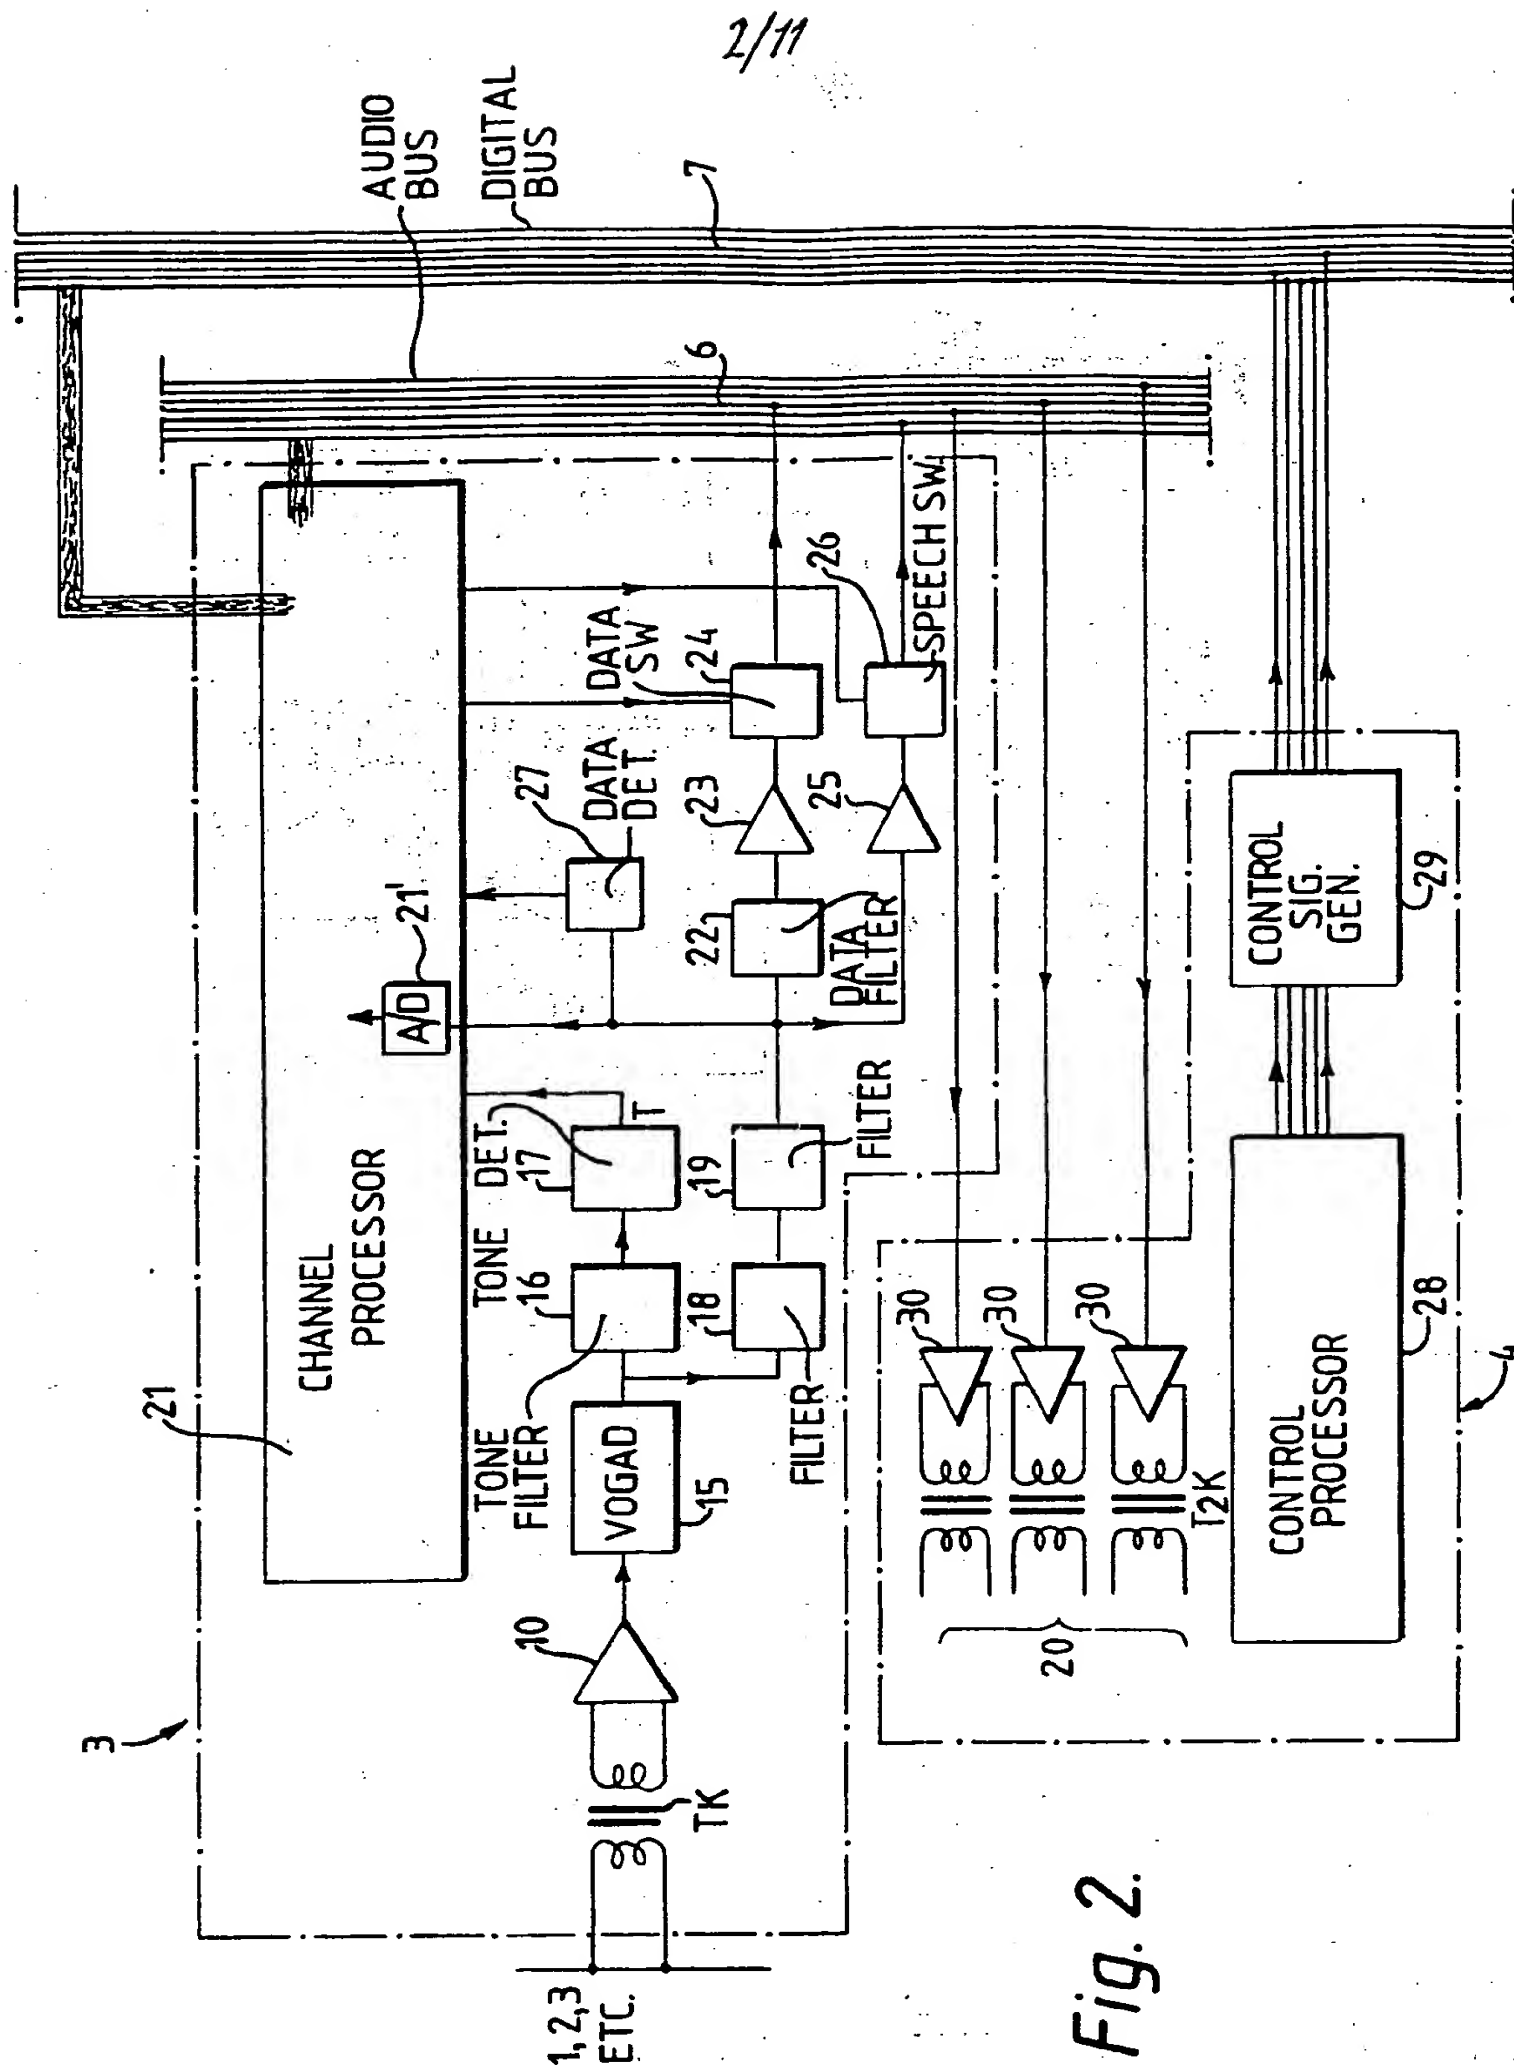 2/11
AUDIO
BUS
DIGITAL
BUS
7
6
3
21
CHANNEL
PROCESSOR
A/D
21'
TONE DET.
17
T
TONE
FILTER
16
VOGAD
15
10
TK
1,2,3
ETC.
18
FILTER
19
FILTER
27
DATA
DET.
22
DATA
FILTER
23
DATA
SW
24
25
26
SPEECH SW.
30
30
30
T2K
20
CONTROL
PROCESSOR
28
CONTROL
SIG.
GEN.
29
4
Fig. 2.